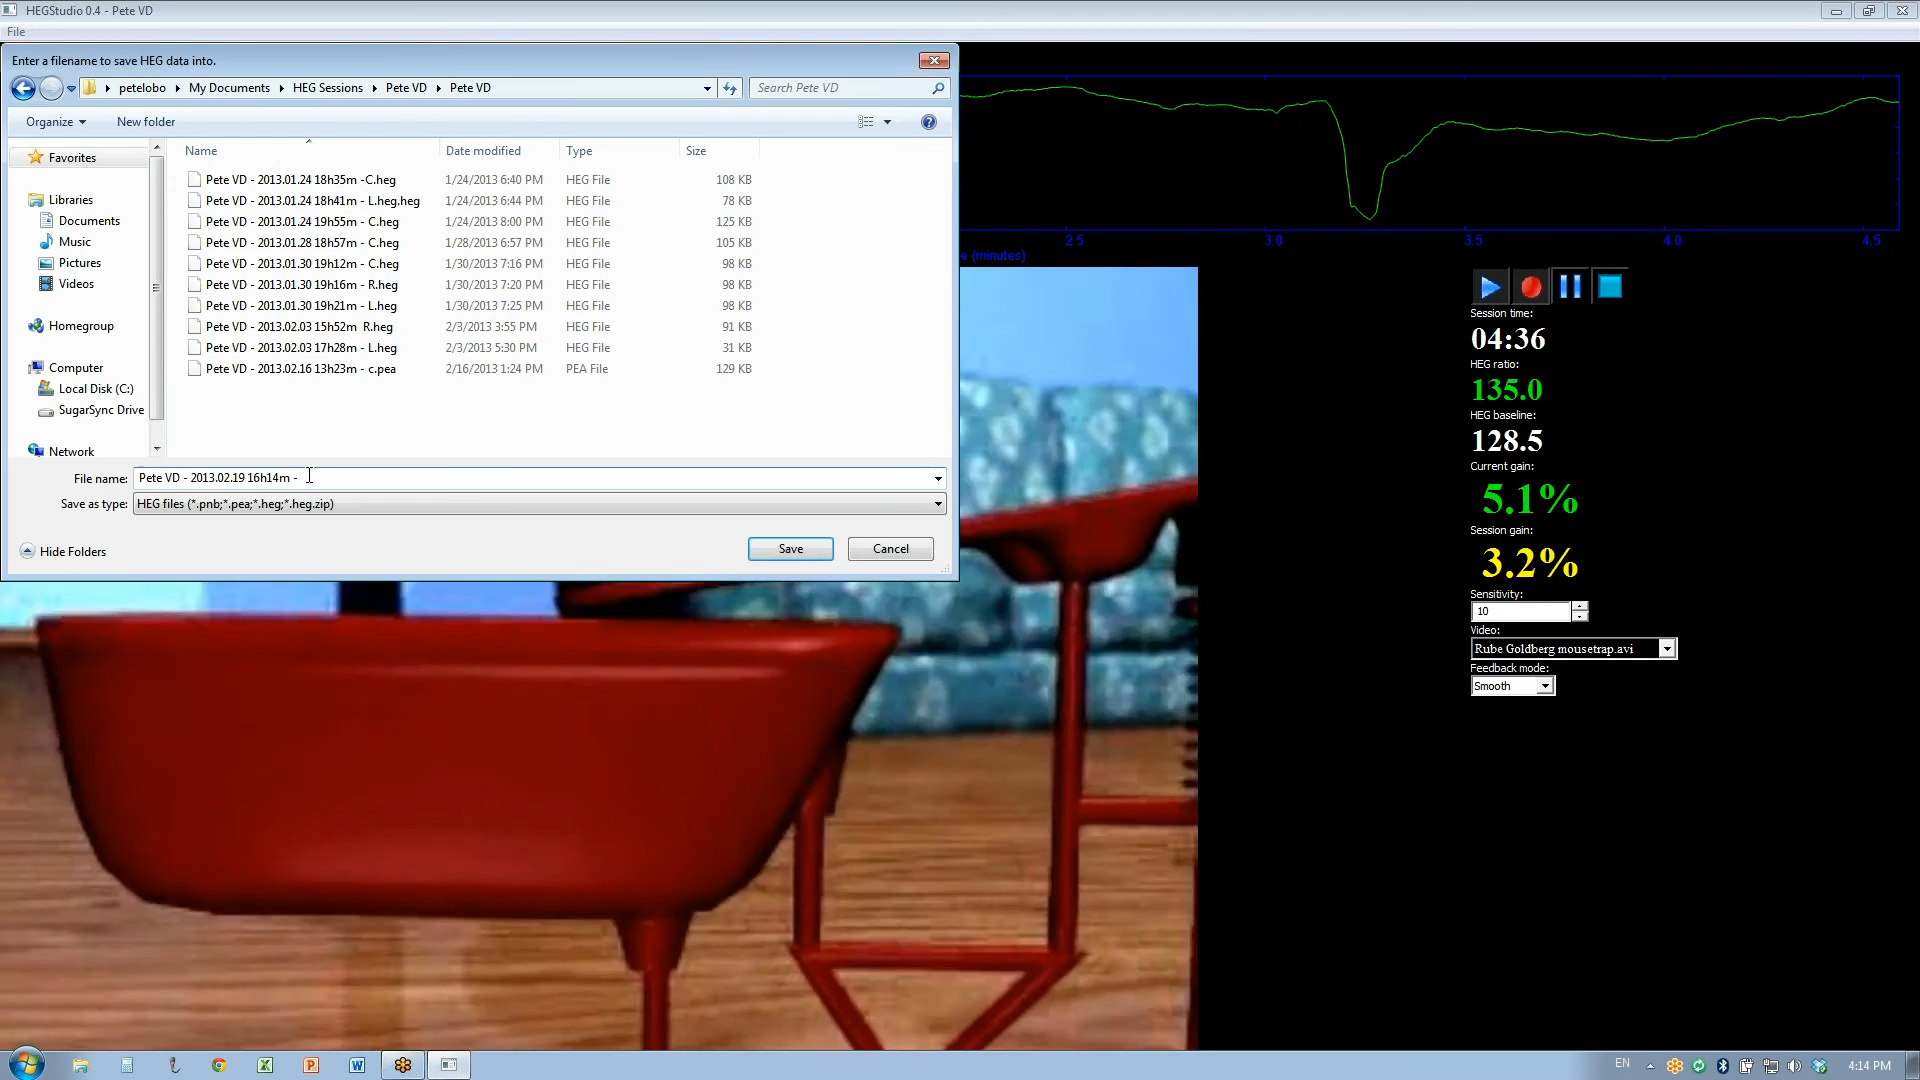 HEGStudio 0.4 - Pete VD
File
Enter a filename to save HEG data into.
petelobo My Documents HEG Sessions Pete VD Pete VD
Search Pete VD
Organize New folder
Name Date modified Type Size
Favorites
Libraries
Documents
Music
Pictures
Videos
Homegroup
Computer
Local Disk (C:)
SugarSync Drive
Network
Pete VD - 2013.01.24 18h35m -C.heg 1/24/2013 6:40 PM HEG File 108 KB
Pete VD - 2013.01.24 18h41m - L.heg.heg 1/24/2013 6:44 PM HEG File 78 KB
Pete VD - 2013.01.24 19h55m - C.heg 1/24/2013 8:00 PM HEG File 125 KB
Pete VD - 2013.01.28 18h57m - C.heg 1/28/2013 6:57 PM HEG File 105 KB
Pete VD - 2013.01.30 19h12m - C.heg 1/30/2013 7:16 PM HEG File 98 KB
Pete VD - 2013.01.30 19h16m - R.heg 1/30/2013 7:20 PM HEG File 98 KB
Pete VD - 2013.01.30 19h21m - L.heg 1/30/2013 7:25 PM HEG File 98 KB
Pete VD - 2013.02.03 15h52m R.heg 2/3/2013 3:55 PM HEG File 91 KB
Pete VD - 2013.02.03 17h28m - L.heg 2/3/2013 5:30 PM HEG File 31 KB
Pete VD - 2013.02.16 13h23m - c.pea 2/16/2013 1:24 PM PEA File 129 KB
File name: Pete VD - 2013.02.19 16h14m -
Save as type: HEG files (*.pnb;*.pea;*.heg;*.heg.zip)
Hide Folders
Save Cancel
2.5 3.0 3.5 4.0 4.5
(minutes)
Session time:
04:36
HEG ratio:
135.0
HEG baseline:
128.5
Current gain:
5.1%
Session gain:
3.2%
Sensitivity:
10
Video:
Rube Goldberg mousetrap.avi
Feedback mode:
Smooth
EN
4:14 PM